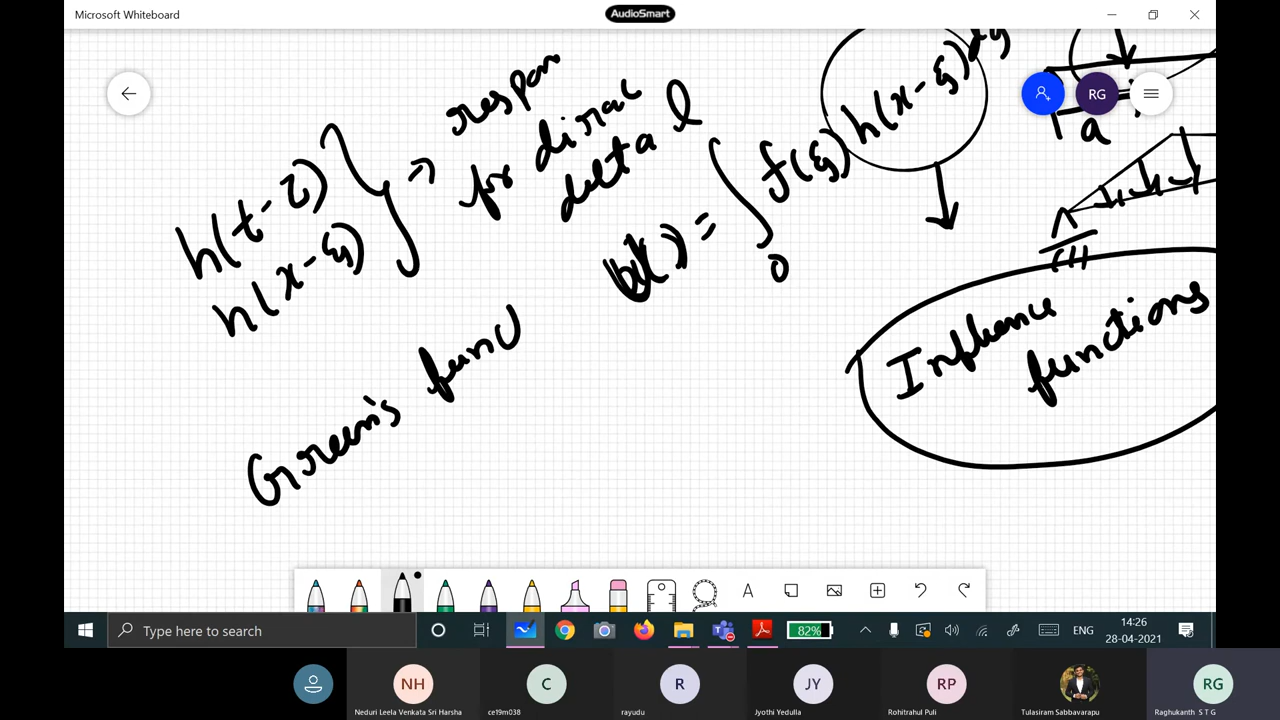 Microsoft Whiteboard
AudioSmart
RG
h(t-τ)
h(x-ξ)
→ respon
for dirac
delta
l
= ∫ f(ξ) h(x-ξ) dξ
0
a
Green's func
Influence
functions
A
Type here to search
82%
ENG
14:26
28-04-2021
NH
Neduri Leela Venkata Sri Harsha
C
ce19m038
R
rayudu
JY
Jyothi Yedulla
RP
Rohitrahul Puli
Tulasiram Sabbavarapu
RG
Raghukanth S T G